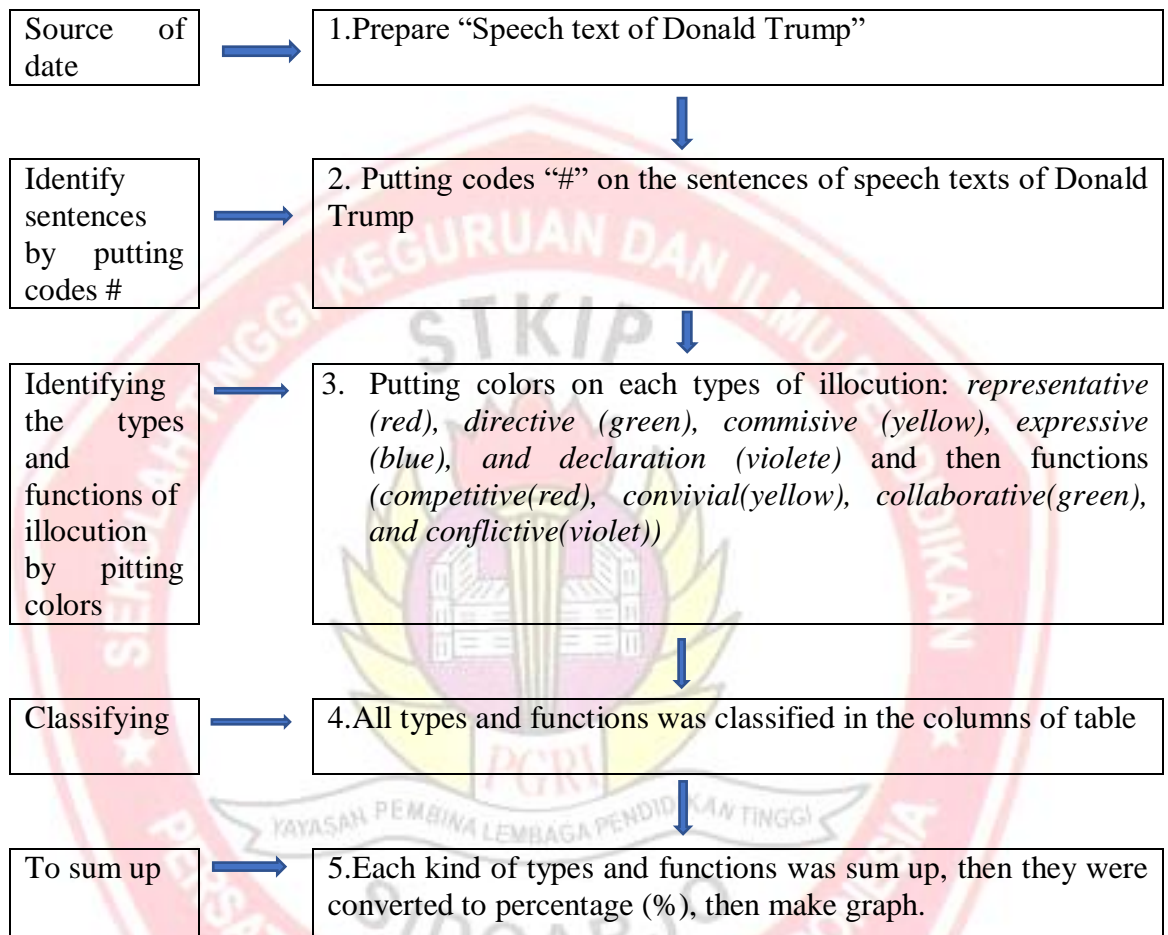 Source of
date
1.Prepare “Speech text of Donald Trump”
Identify
sentences
by putting
codes #
2. Putting codes “#” on the sentences of speech texts of Donald
Trump
Identifying
the types
and
functions of
illocution
by pitting
colors
3. Putting colors on each types of illocution: representative
(red), directive (green), commisive (yellow), expressive
(blue), and declaration (violete) and then functions
(competitive(red), convivial(yellow), collaborative(green),
and conflictive(violet))
Classifying
4.All types and functions was classified in the columns of table
To sum up
5.Each kind of types and functions was sum up, then they were
converted to percentage (%), then make graph.
SEKOLAH TINGGI KEGURUAN DAN ILMU PENDIDIKAN
STKIP
PGRI
YAYASAN PEMBINA LEMBAGA PENDIDIKAN TINGGI
SIDOARJO